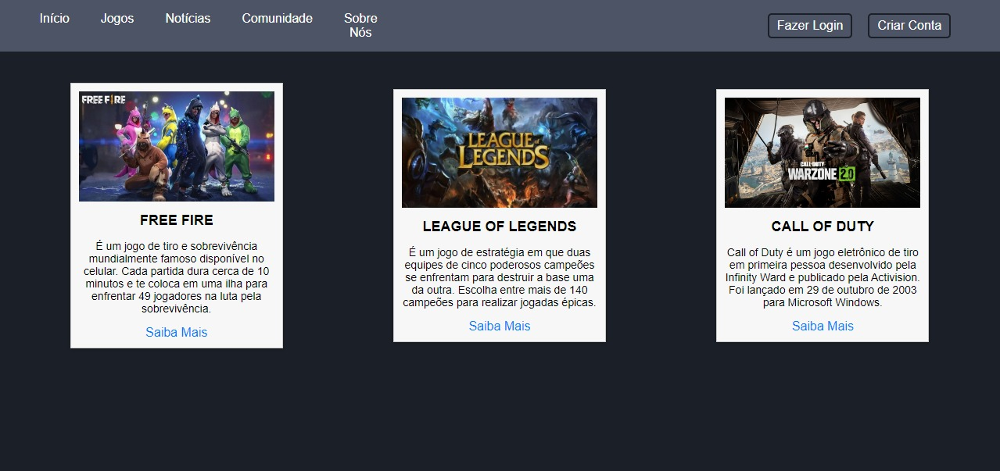 Início Jogos Notícias Comunidade Sobre
Nós
Fazer Login Criar Conta
FREE FIRE
FREE FIRE
É um jogo de tiro e sobrevivência
mundialmente famoso disponível no
celular. Cada partida dura cerca de 10
minutos e te coloca em uma ilha para
enfrentar 49 jogadores na luta pela
sobrevivência.
Saiba Mais
LEAGUE OF
LEGENDS
LEAGUE OF LEGENDS
É um jogo de estratégia em que duas
equipes de cinco poderosos campeões
se enfrentam para destruir a base uma
da outra. Escolha entre mais de 140
campeões para realizar jogadas épicas.
Saiba Mais
CALL OF DUTY
WARZONE 2.0
CALL OF DUTY
Call of Duty é um jogo eletrônico de tiro
em primeira pessoa desenvolvido pela
Infinity Ward e publicado pela Activision.
Foi lançado em 29 de outubro de 2003
para Microsoft Windows.
Saiba Mais